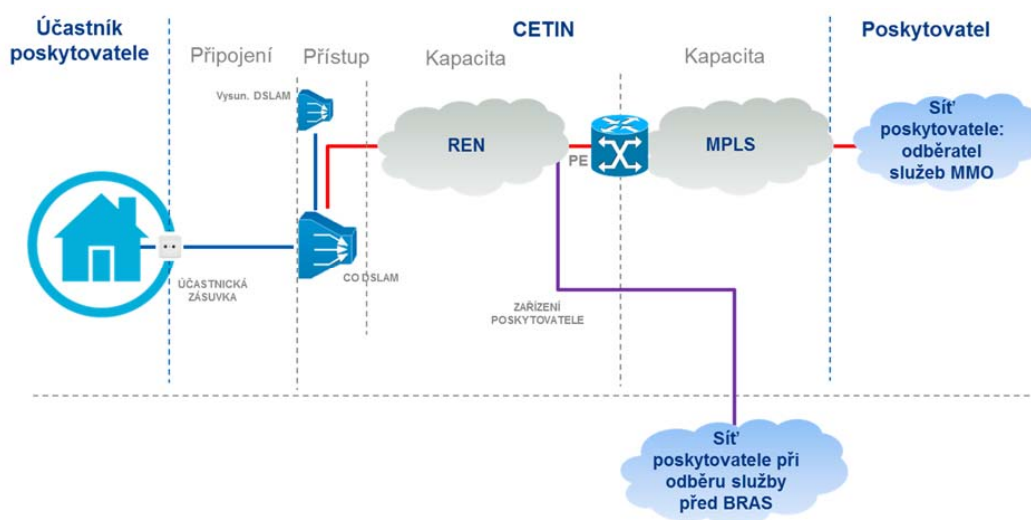 Účastník
poskytovatele
CETIN
Poskytovatel
Připojení
Přístup
Kapacita
Kapacita
Vysun. DSLAM
REN
PE
MPLS
Síť
poskytovatele:
odběratel
služeb MMO
ÚČASTNICKÁ
ZÁSUVKA
CO DSLAM
ZAŘÍZENÍ
POSKYTOVATELE
Síť
poskytovatele při
odběru služby
před BRAS